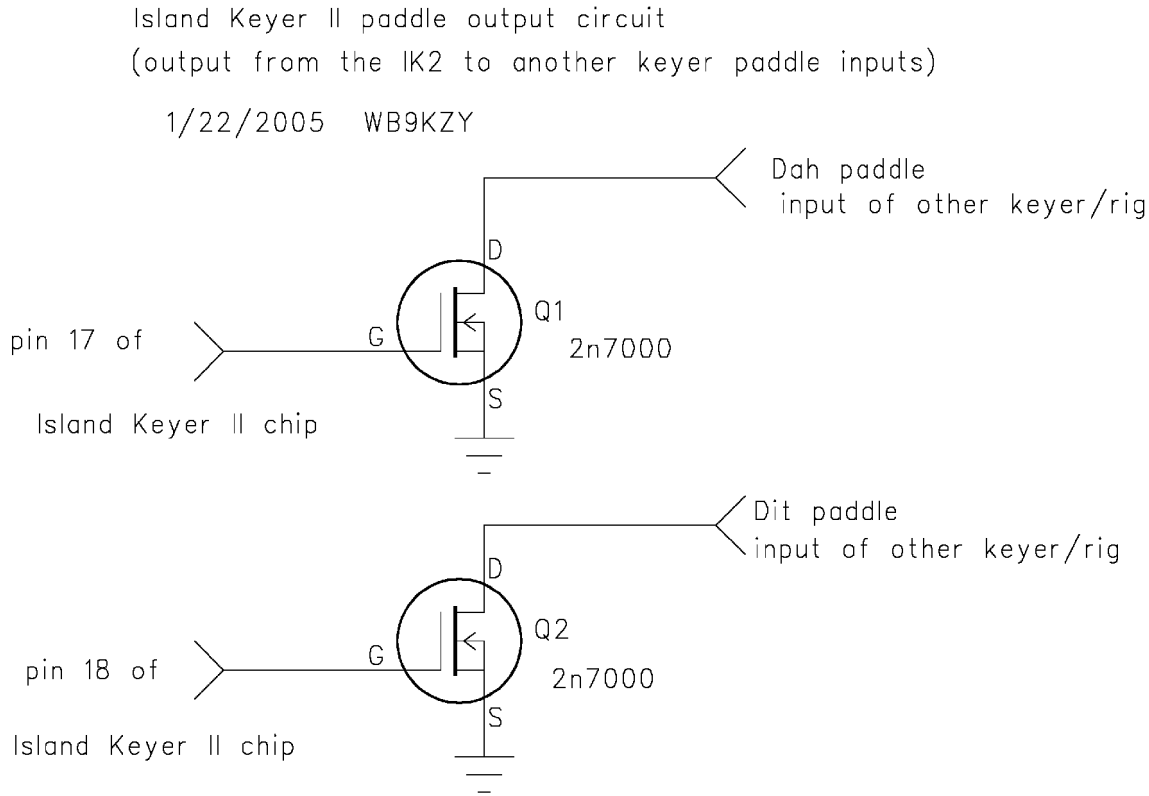 Island Keyer II paddle output circuit
(output from the IK2 to another keyer paddle inputs)
1/22/2005 WB9KZY
Dah paddle
input of other keyer/rig
D
Q1
G
pin 17 of
2n7000
S
Island Keyer II chip
Dit paddle
input of other keyer/rig
D
Q2
G
pin 18 of
2n7000
S
Island Keyer II chip